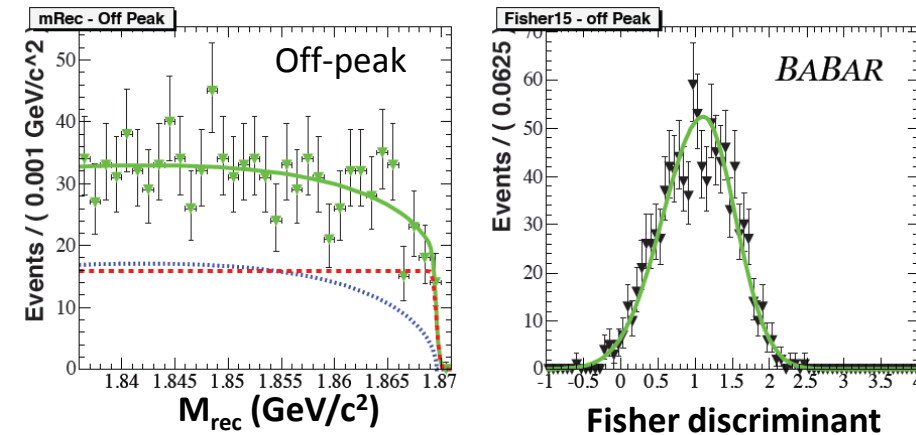 mRec - Off Peak
Off-peak
Events / ( 0.001 GeV/c^2 )
50
40
30
20
10
0
1.84 1.845 1.85 1.855 1.86 1.865 1.87
M_rec (GeV/c²)
Fisher15 - off Peak
BABAR
Events / ( 0.0625 )
60
50
40
30
20
10
0
-1 -0.5 0 0.5 1 1.5 2 2.5 3 3.5 4
Fisher discriminant